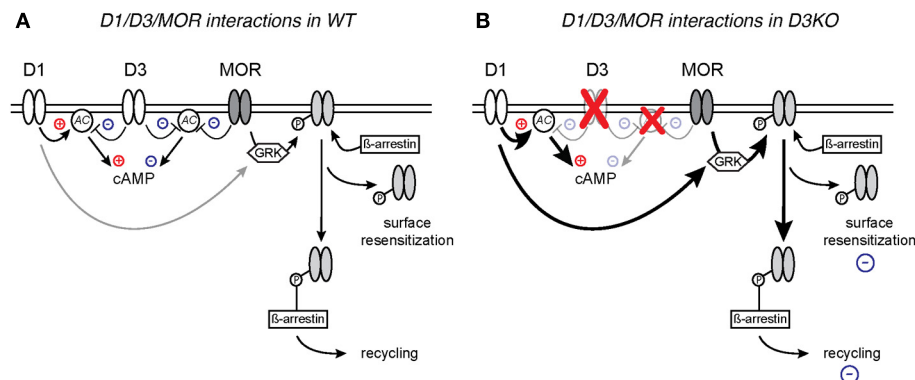 A
D1/D3/MOR interactions in WT
D1
D3
MOR
+
AC
-
-
AC
-
P
GRK
ß-arrestin
+
-
cAMP
P
surface
resensitization
P
ß-arrestin
recycling
B
D1/D3/MOR interactions in D3KO
D1
D3
MOR
+
AC
-
-
-
P
GRK
ß-arrestin
+
-
cAMP
P
surface
resensitization
-
P
ß-arrestin
recycling
-